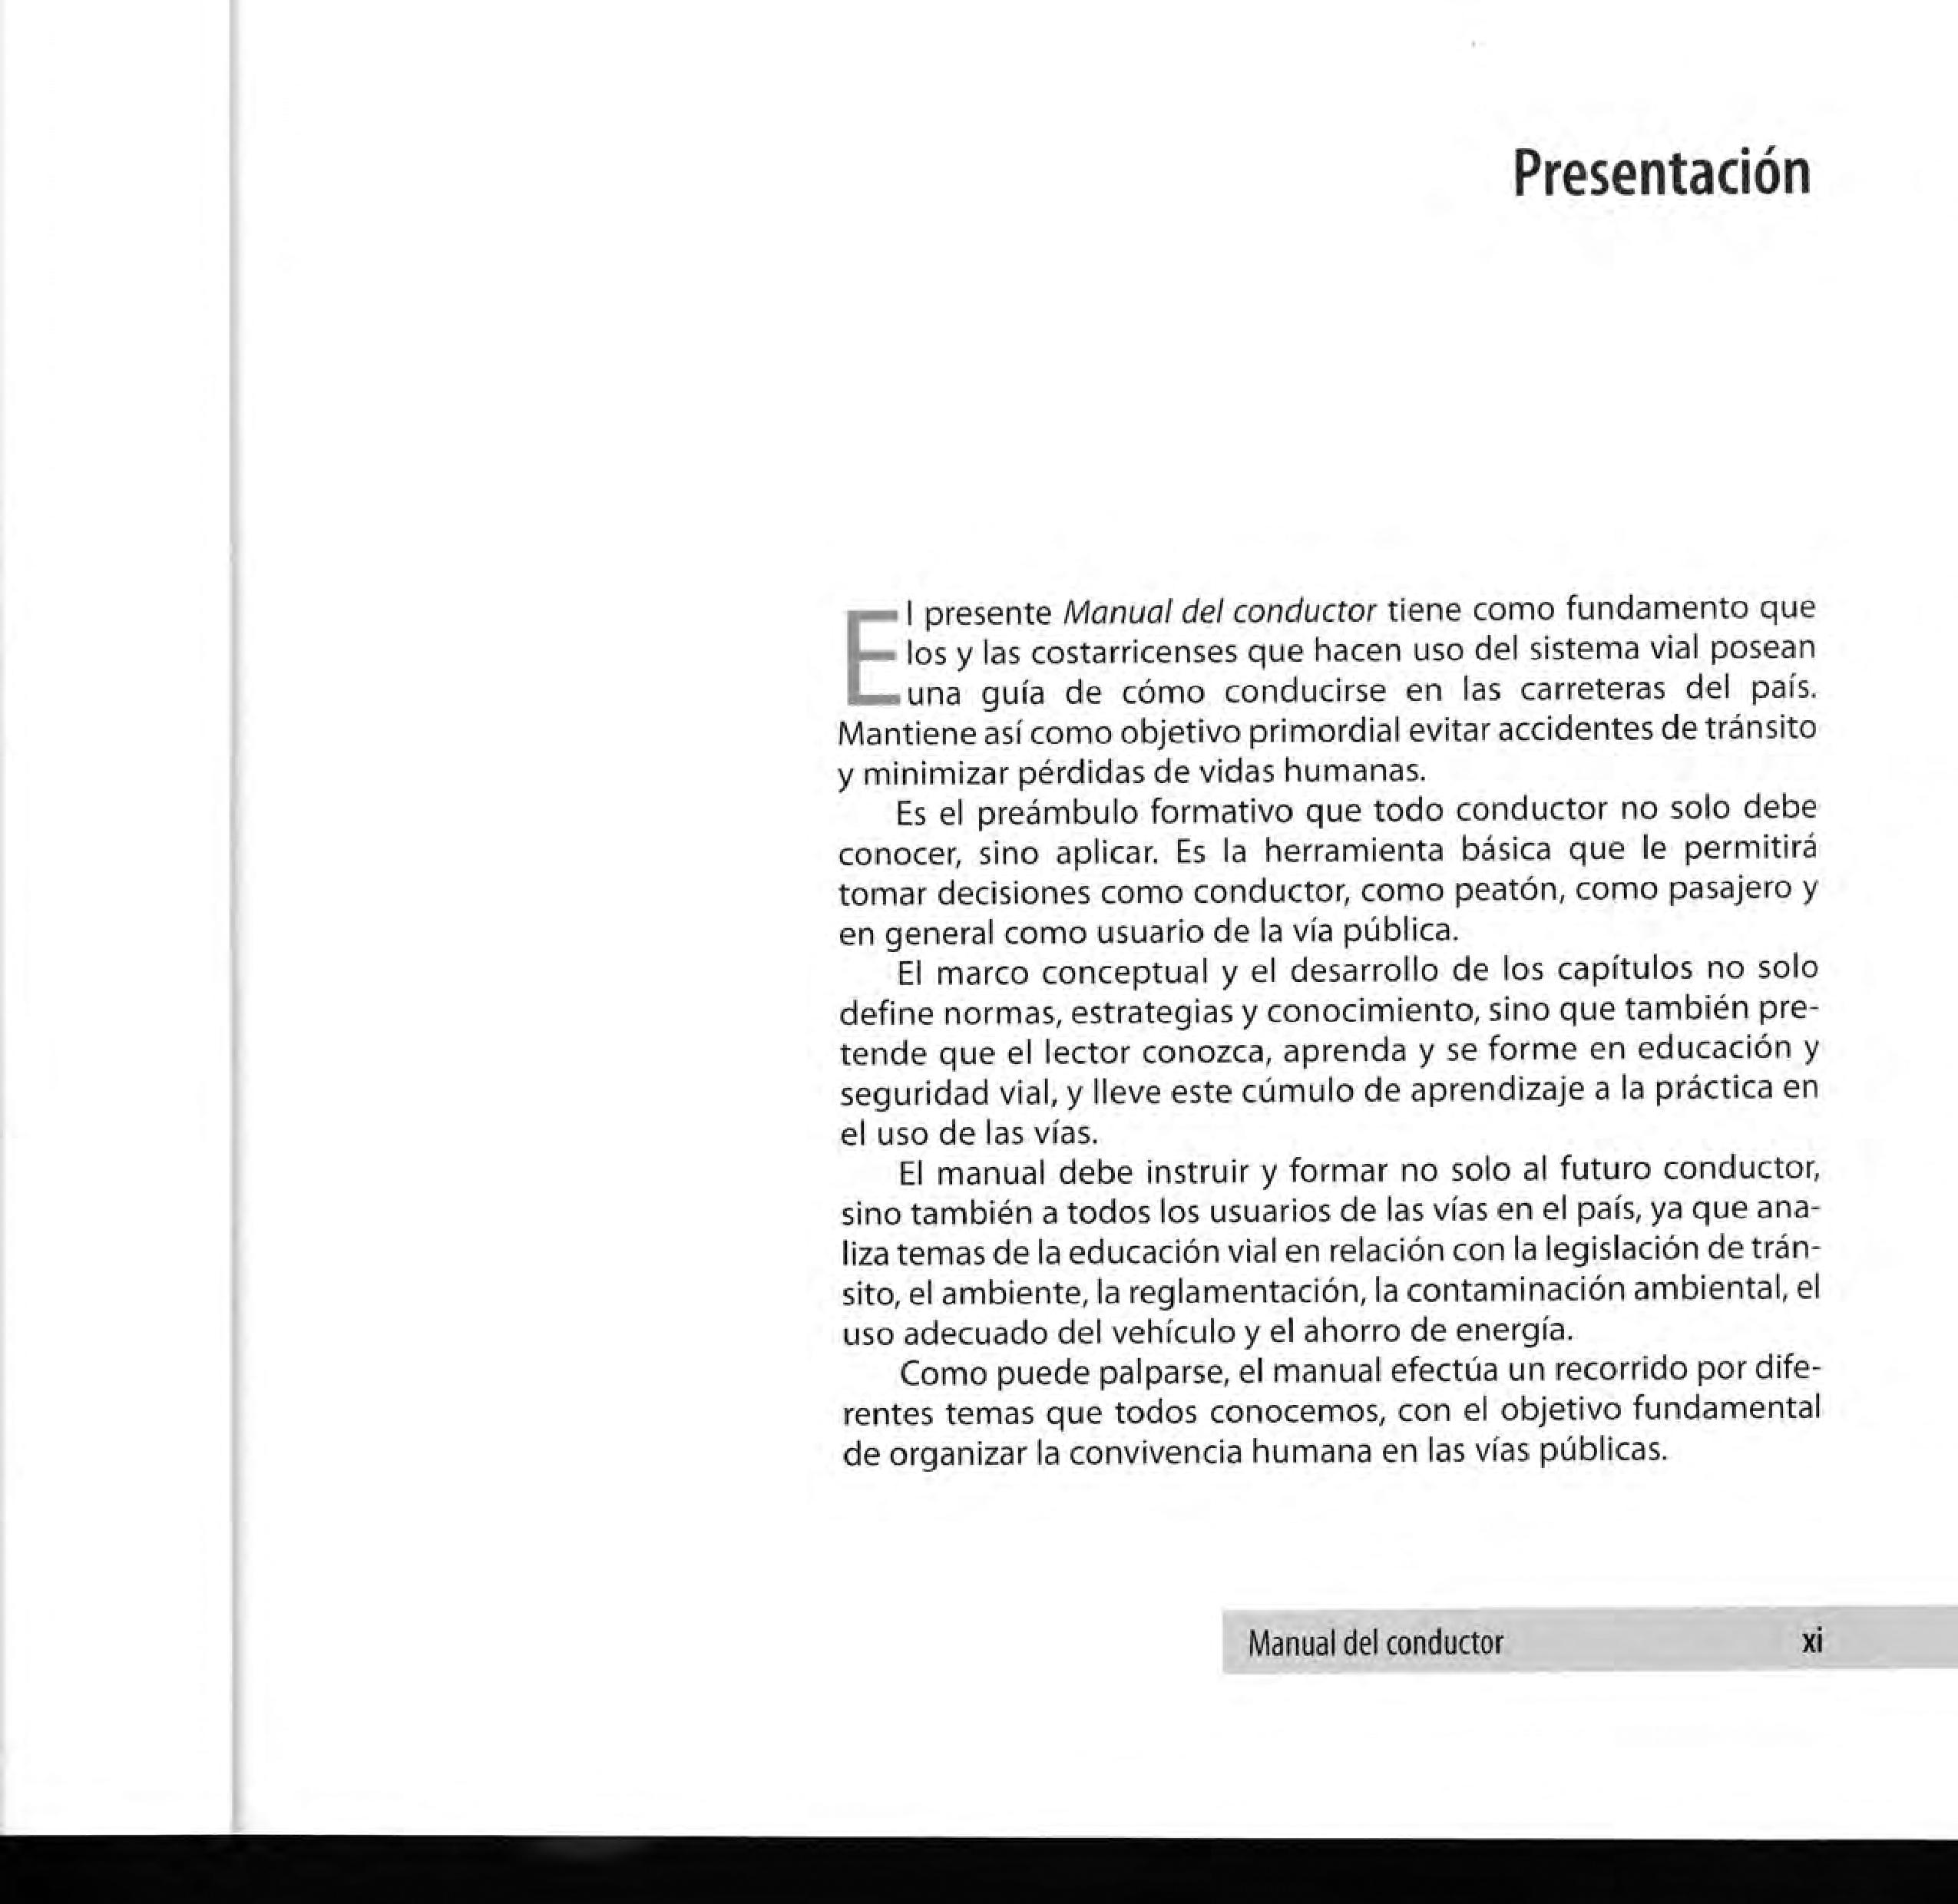 Presentación
El presente Manual del conductor tiene como fundamento que
los y las costarricenses que hacen uso del sistema vial posean
una guía de cómo conducirse en las carreteras del país.
Mantiene así como objetivo primordial evitar accidentes de tránsito
y minimizar pérdidas de vidas humanas.
Es el preámbulo formativo que todo conductor no solo debe
conocer, sino aplicar. Es la herramienta básica que le permitirá
tomar decisiones como conductor, como peatón, como pasajero y
en general como usuario de la vía pública.
El marco conceptual y el desarrollo de los capítulos no solo
define normas, estrategias y conocimiento, sino que también pre-
tende que el lector conozca, aprenda y se forme en educación y
seguridad vial, y lleve este cúmulo de aprendizaje a la práctica en
el uso de las vías.
El manual debe instruir y formar no solo al futuro conductor,
sino también a todos los usuarios de las vías en el país, ya que ana-
liza temas de la educación vial en relación con la legislación de trán-
sito, el ambiente, la reglamentación, la contaminación ambiental, el
uso adecuado del vehículo y el ahorro de energía.
Como puede palparse, el manual efectúa un recorrido por dife-
rentes temas que todos conocemos, con el objetivo fundamental
de organizar la convivencia humana en las vías públicas.
Manual del conductor xi